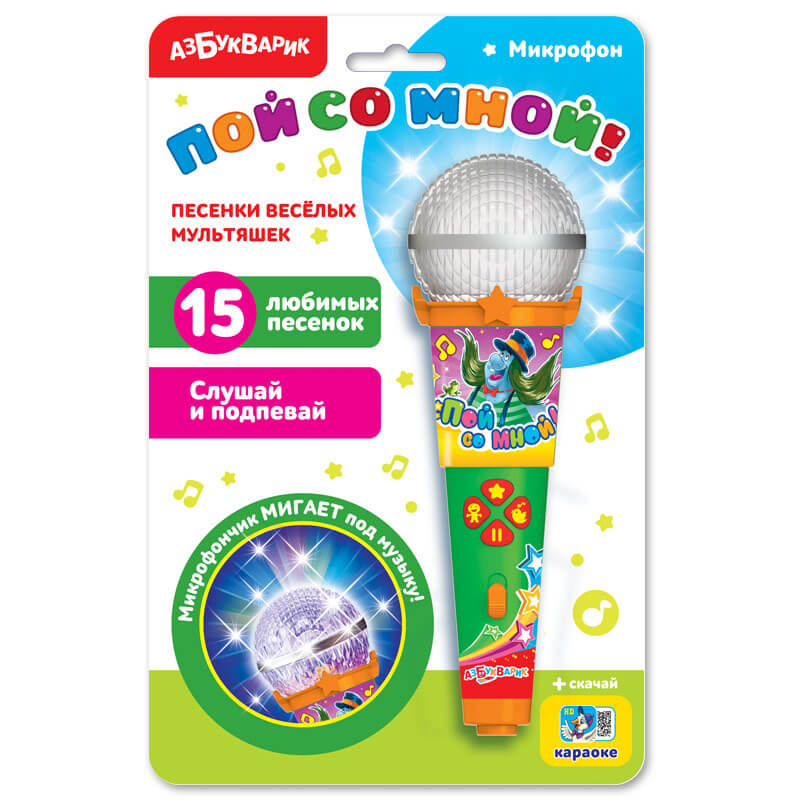 АЗБУКВАРИК
Микрофон
ПОЙ СО МНОЙ!
ПЕСЕНКИ ВЕСЁЛЫХ
МУЛЬТЯШЕК
15
любимых
песенок
Слушай
и подпевай
Пой
со мной!
Микрофончик МИГАЕТ под музыку!
АЗБУКВАРИК
+ скачай
караоке